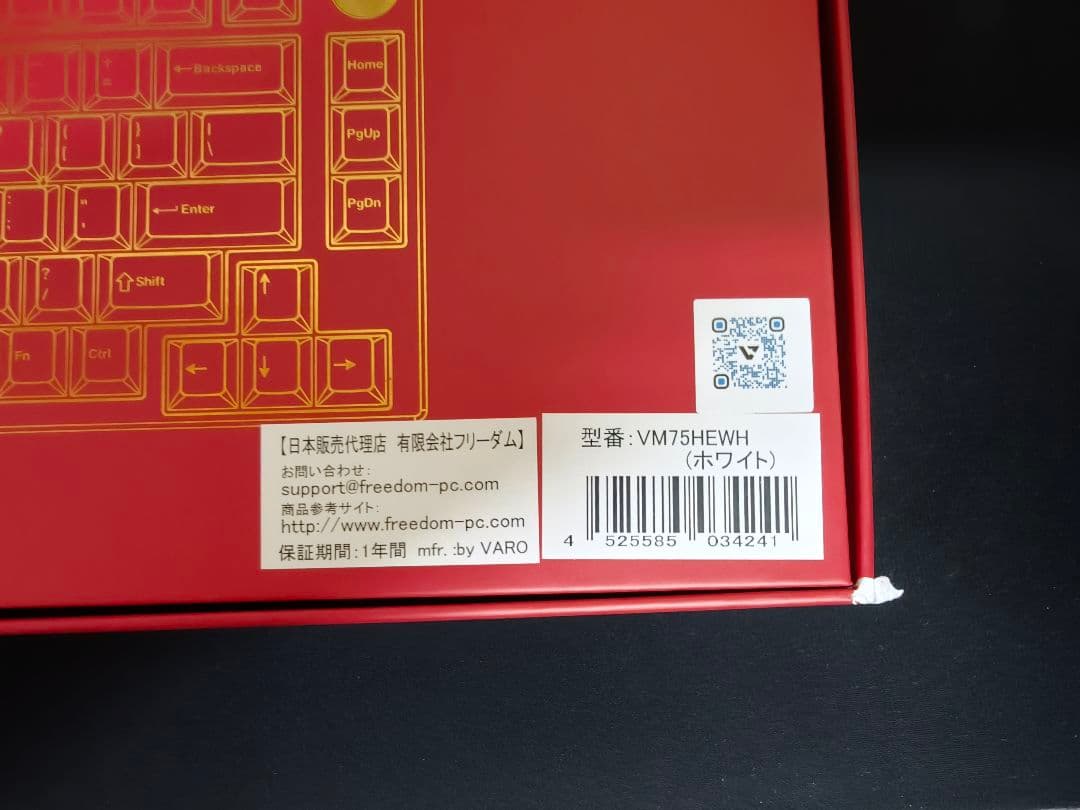 Backspace
Home
PgUp
PgDn
Enter
Shift
Fn
Ctrl
【日本販売代理店 有限会社フリーダム】
お問い合わせ:
support@freedom-pc.com
商品参考サイト:
http://www.freedom-pc.com
保証期間:1年間 mfr. :by VARO
型番:VM75HEWH
(ホワイト)
4 525585 034241